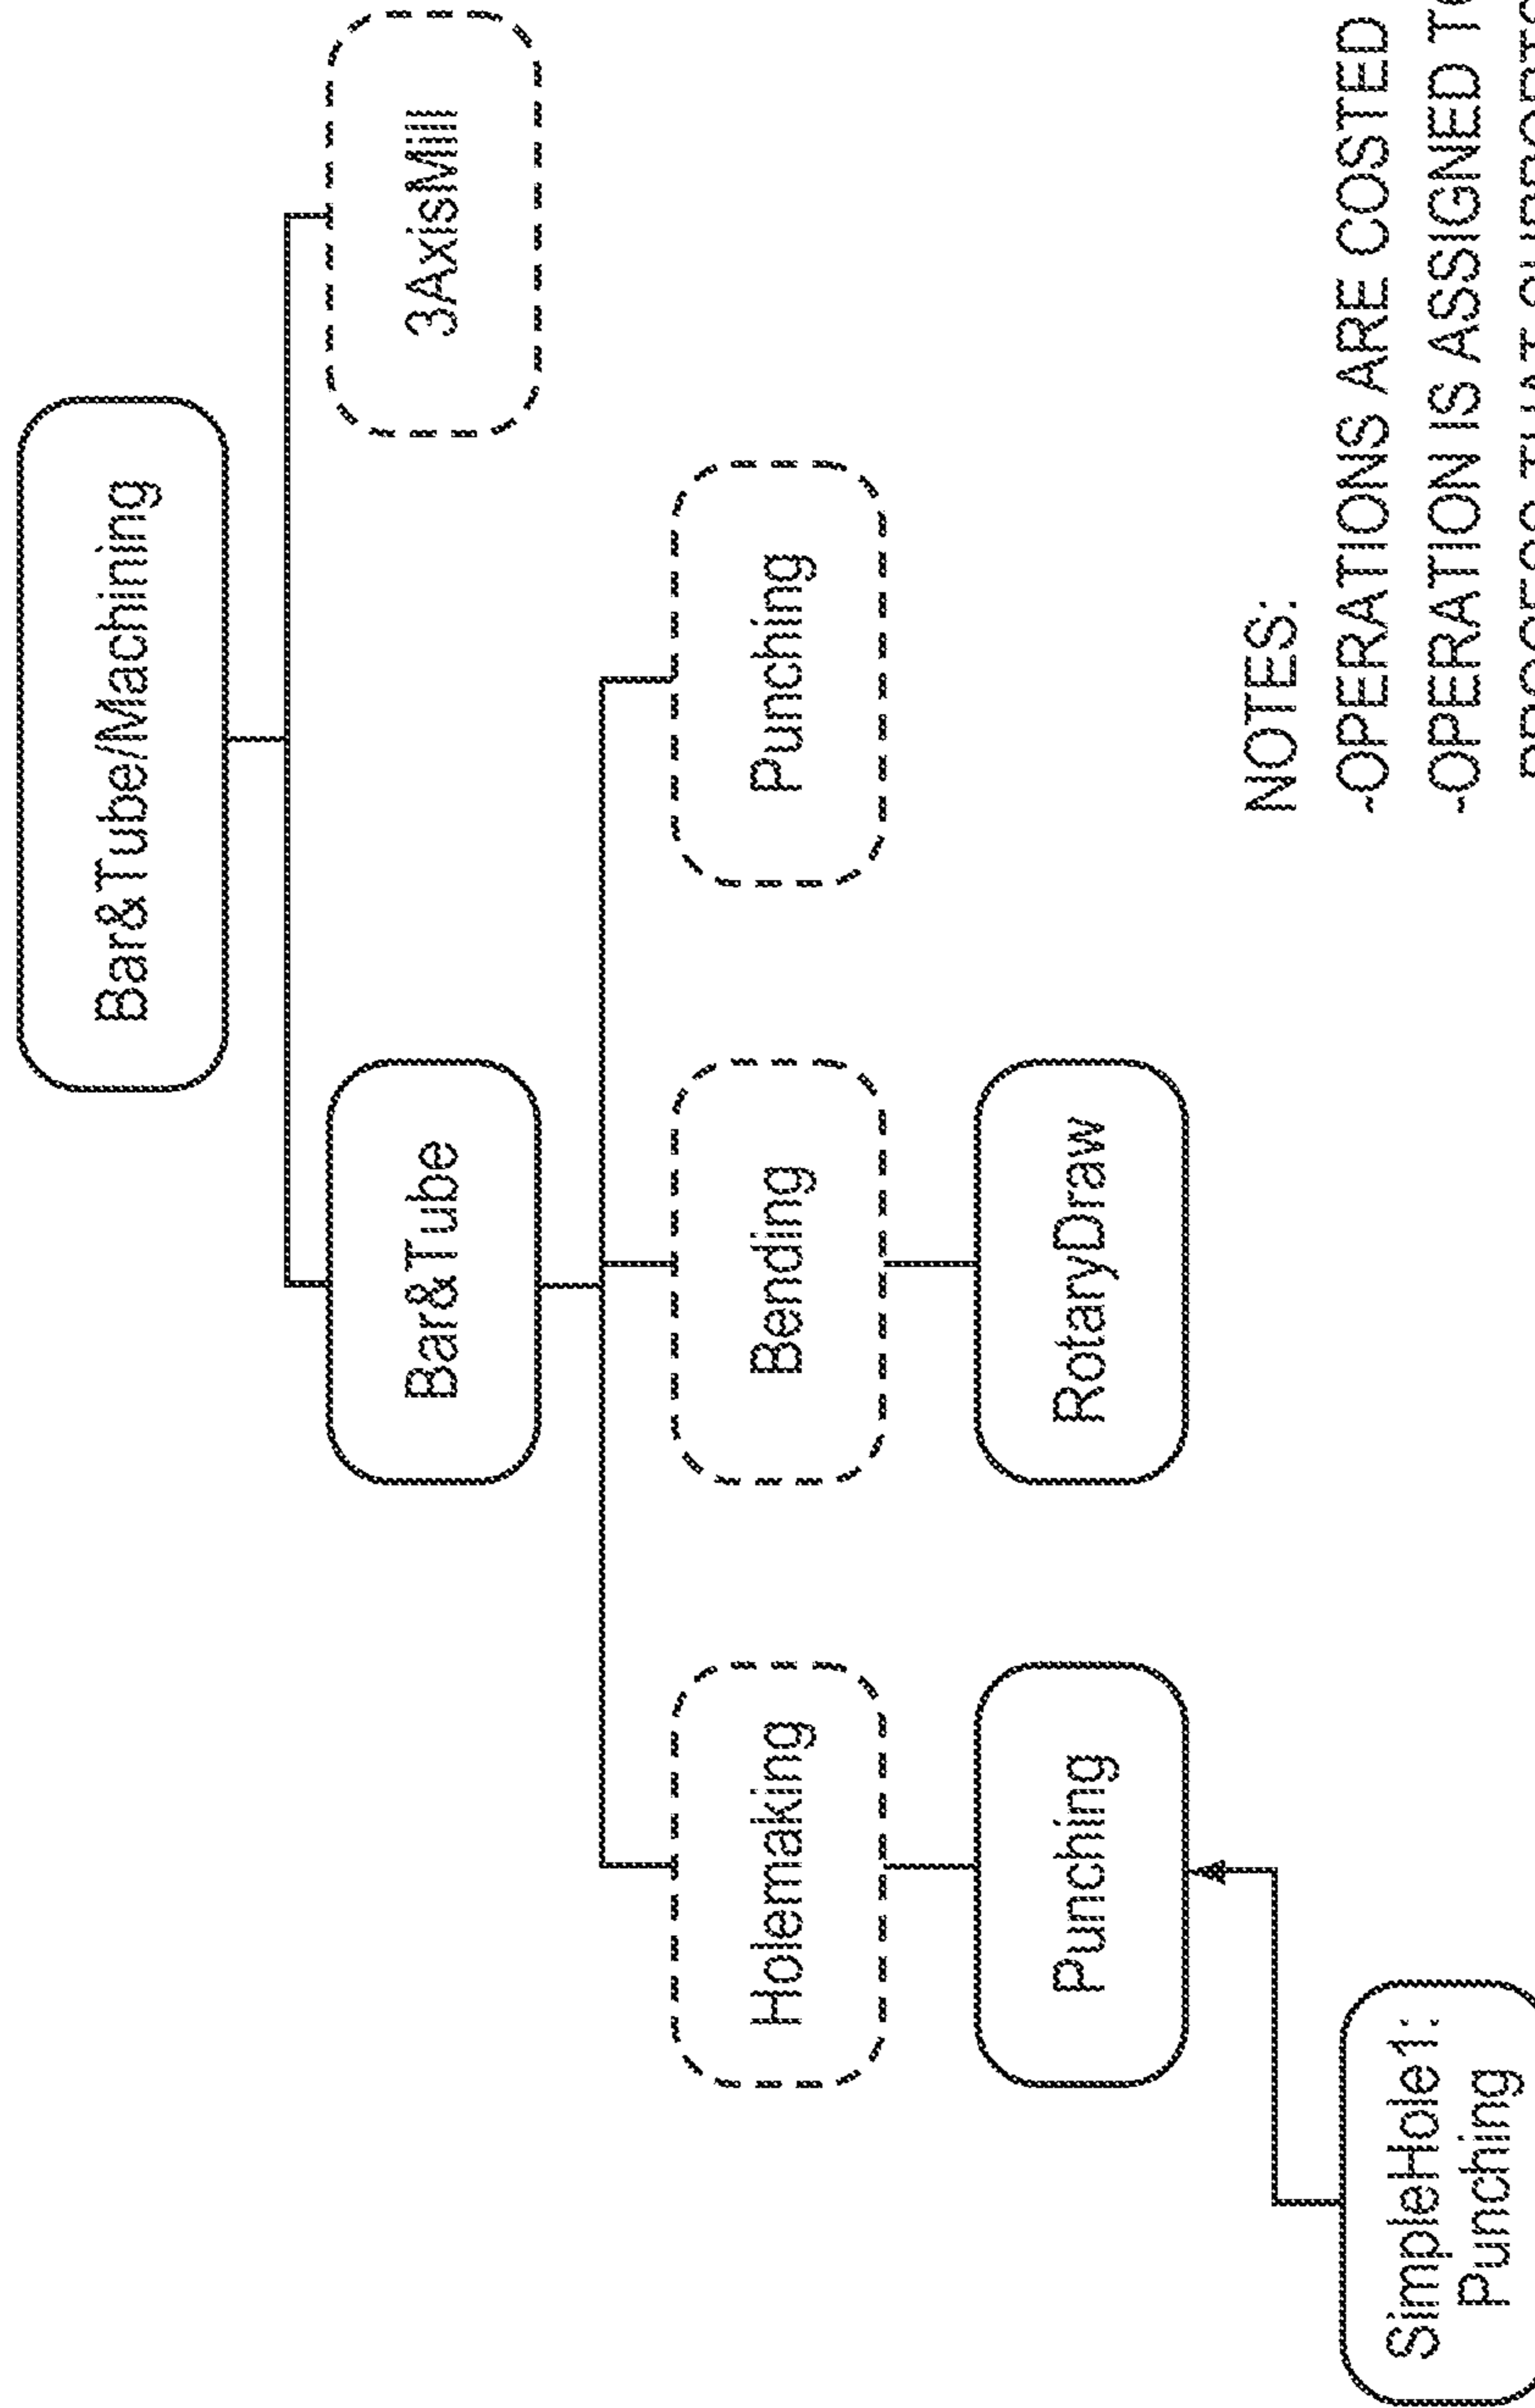 Bar&Tube/Machining
Bar&Tube
3AxisMill
Holemaking
Bending
Punching
Punching
RotaryDraw
SimpleHole1:
Punching
NOTES:
-OPERATIONS ARE COSTED
-OPERATION IS ASSIGNED TO